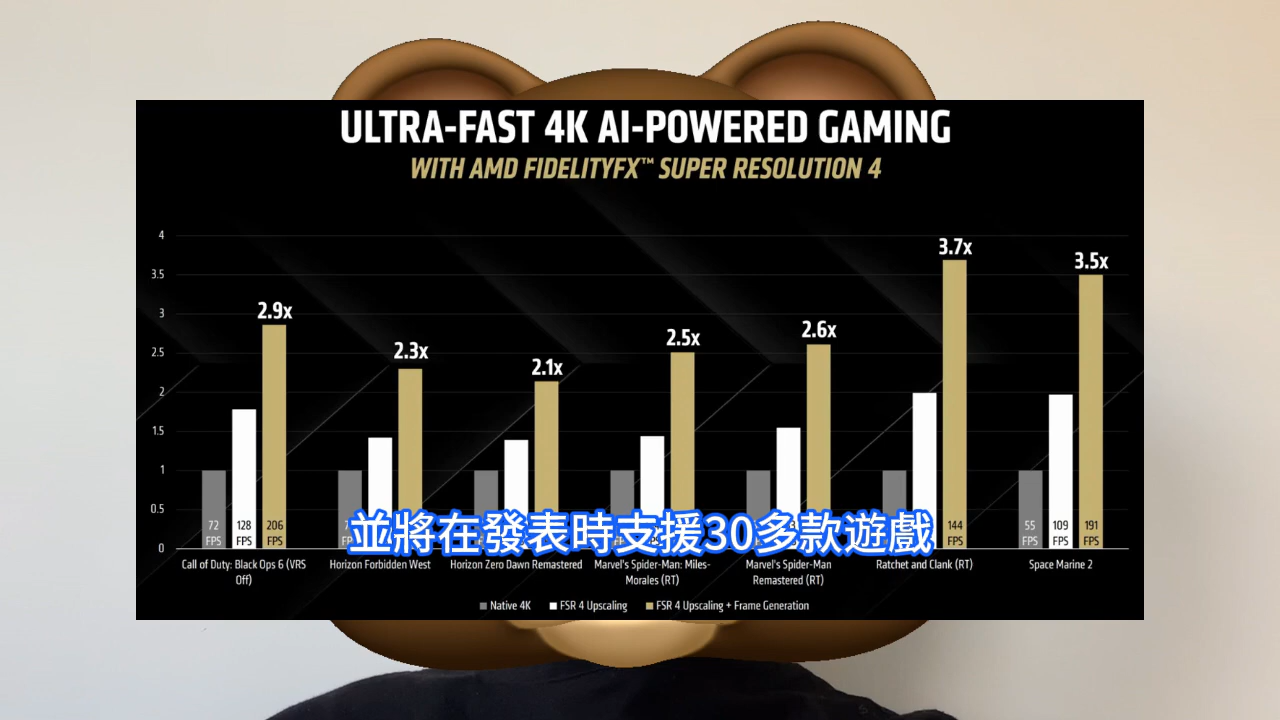 ULTRA-FAST 4K AI-POWERED GAMING
WITH AMD FIDELITYFX™ SUPER RESOLUTION 4
4
3.5
3
2.5
2
1.5
1
0.5
0
2.9x
2.3x
2.1x
2.5x
2.6x
3.7x
3.5x
72 FPS
128 FPS
206 FPS
144 FPS
55 FPS
109 FPS
191 FPS
並將在發表時支援30多款遊戲
Call of Duty: Black Ops 6 (VRS
Off)
Horizon Forbidden West
Horizon Zero Dawn Remastered
Marvel's Spider-Man: Miles-
Morales (RT)
Marvel's Spider-Man
Remastered (RT)
Ratchet and Clank (RT)
Space Marine 2
Native 4K
FSR 4 Upscaling
FSR 4 Upscaling + Frame Generation